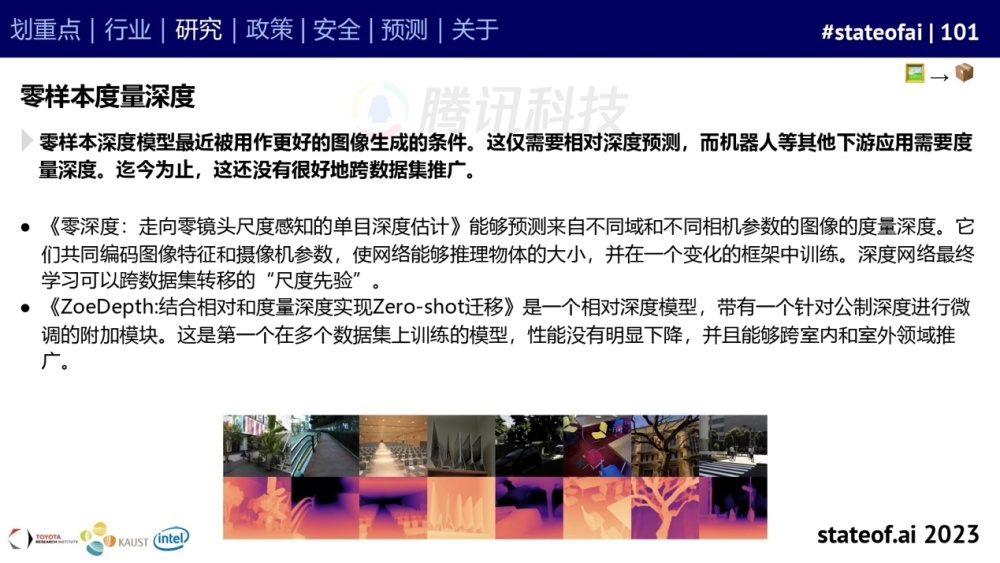 划重点 | 行业 | 研究 | 政策 | 安全 | 预测 | 关于
#stateofai | 101
零样本度量深度
腾讯科技
零样本深度模型最近被用作更好的图像生成的条件。这仅需要相对深度预测，而机器人等其他下游应用需要度
量深度。迄今为止，这还没有很好地跨数据集推广。
● 《零深度：走向零镜头尺度感知的单目深度估计》能够预测来自不同域和不同相机参数的图像的度量深度。它
们共同编码图像特征和摄像机参数，使网络能够推理物体的大小，并在一个变化的框架中训练。深度网络最终
学习可以跨数据集转移的“尺度先验”。
● 《ZoeDepth:结合相对和度量深度实现Zero-shot迁移》是一个相对深度模型，带有一个针对公制深度进行微
调的附加模块。这是第一个在多个数据集上训练的模型，性能没有明显下降，并且能够跨室内和室外领域推
广。
TOYOTA
RESEARCH INSTITUTE
KAUST
intel
stateof.ai 2023